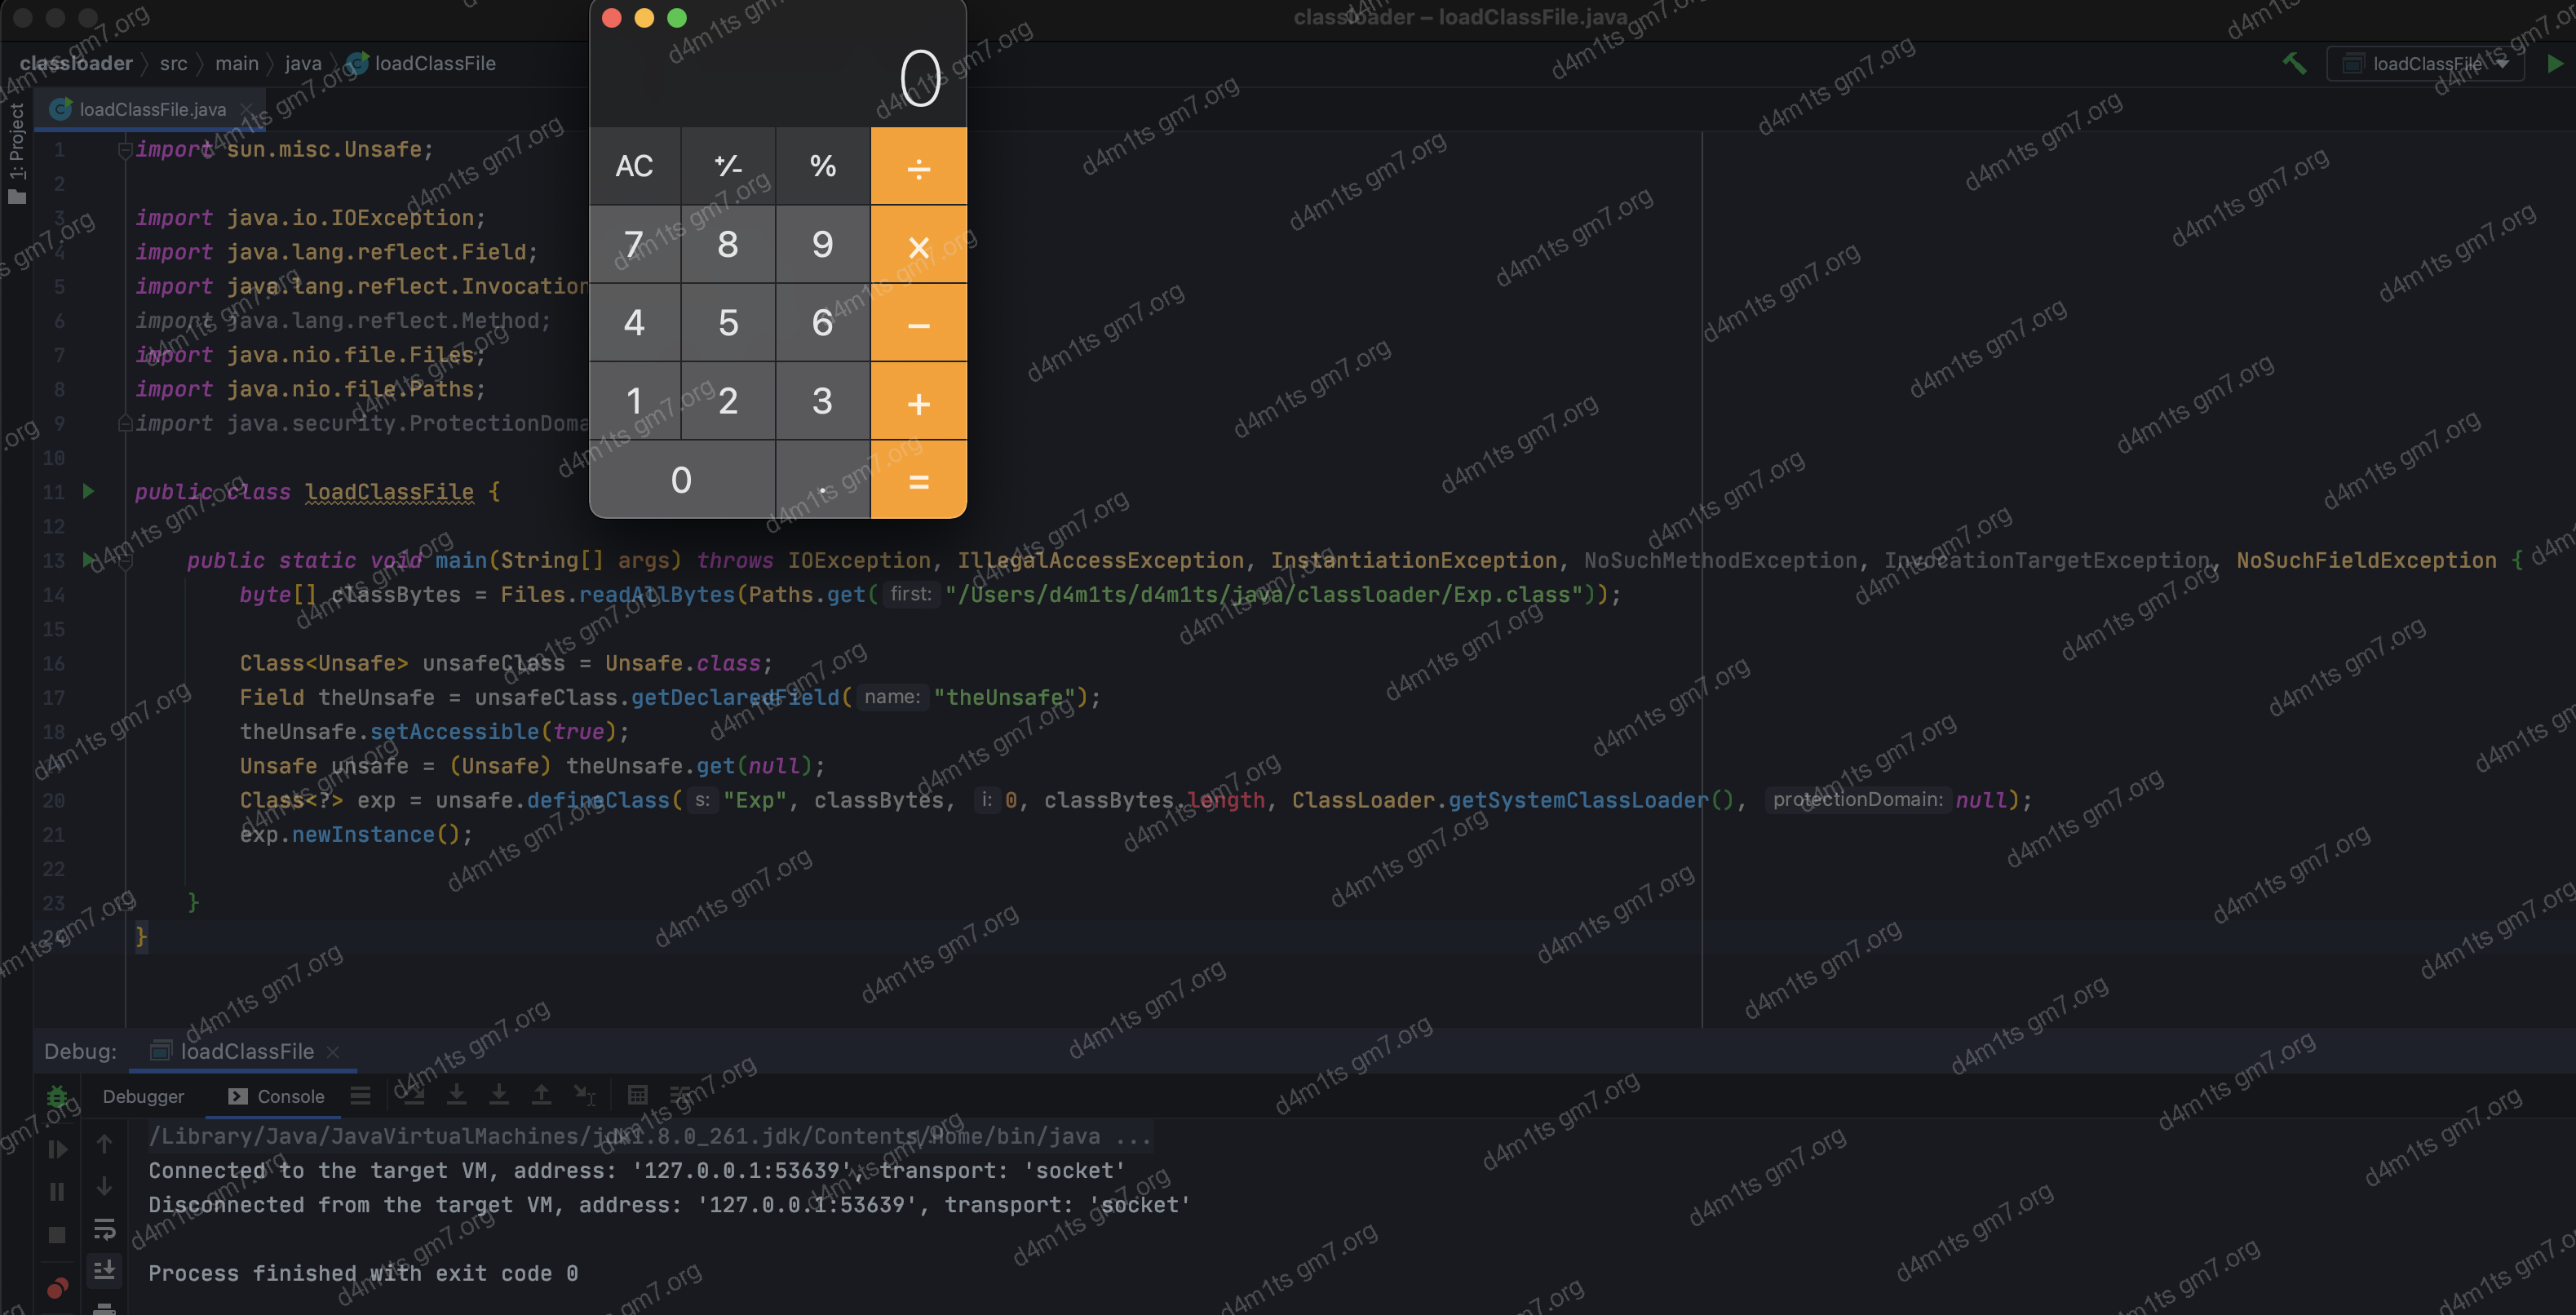 classloader – loadClassFile.java
classloader src main java loadClassFile
loadClassFile
loadClassFile.java
1: Project
0
AC +/- % ÷
7 8 9 ×
4 5 6 −
1 2 3 +
0 . =
1 import sun.misc.Unsafe;
2
3 import java.io.IOException;
4 import java.lang.reflect.Field;
5 import java.lang.reflect.Invocation
6 import java.lang.reflect.Method;
7 import java.nio.file.Files;
8 import java.nio.file.Paths;
9 import java.security.ProtectionDoma
10
11 public class loadClassFile {
12
13 public static void main(String[] args) throws IOException, IllegalAccessException, InstantiationException, NoSuchMethodException, InvocationTargetException, NoSuchFieldException {
14 byte[] classBytes = Files.readAllBytes(Paths.get( first: "/Users/d4m1ts/d4m1ts/java/classloader/Exp.class"));
15
16 Class<Unsafe> unsafeClass = Unsafe.class;
17 Field theUnsafe = unsafeClass.getDeclaredField( name: "theUnsafe");
18 theUnsafe.setAccessible(true);
19 Unsafe unsafe = (Unsafe) theUnsafe.get(null);
20 Class<?> exp = unsafe.defineClass( s: "Exp", classBytes, i: 0, classBytes.length, ClassLoader.getSystemClassLoader(), protectionDomain: null);
21 exp.newInstance();
22
23 }
24 }
Debug: loadClassFile
Debugger Console
/Library/Java/JavaVirtualMachines/jdk1.8.0_261.jdk/Contents/Home/bin/java ...
Connected to the target VM, address: '127.0.0.1:53639', transport: 'socket'
Disconnected from the target VM, address: '127.0.0.1:53639', transport: 'socket'
Process finished with exit code 0
d4m1ts gm7.org